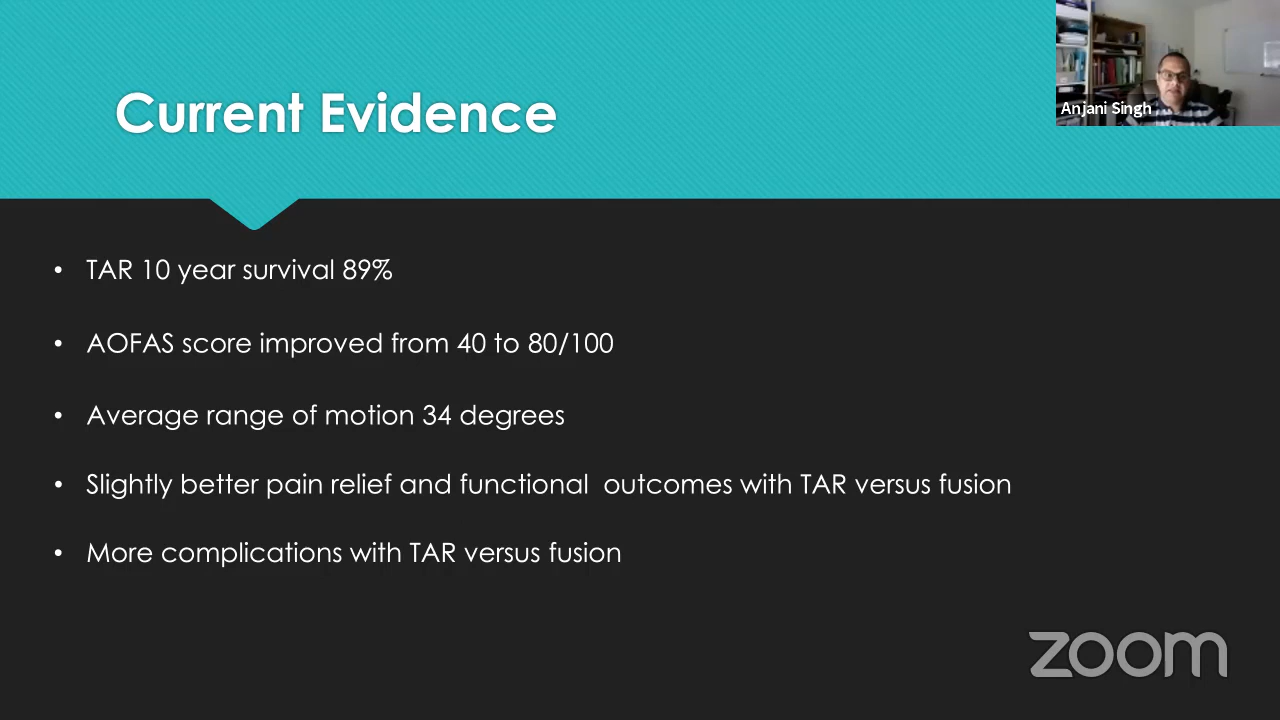 Current Evidence
Anjani Singh
• TAR 10 year survival 89%
• AOFAS score improved from 40 to 80/100
• Average range of motion 34 degrees
• Slightly better pain relief and functional  outcomes with TAR versus fusion
• More complications with TAR versus fusion
zoom